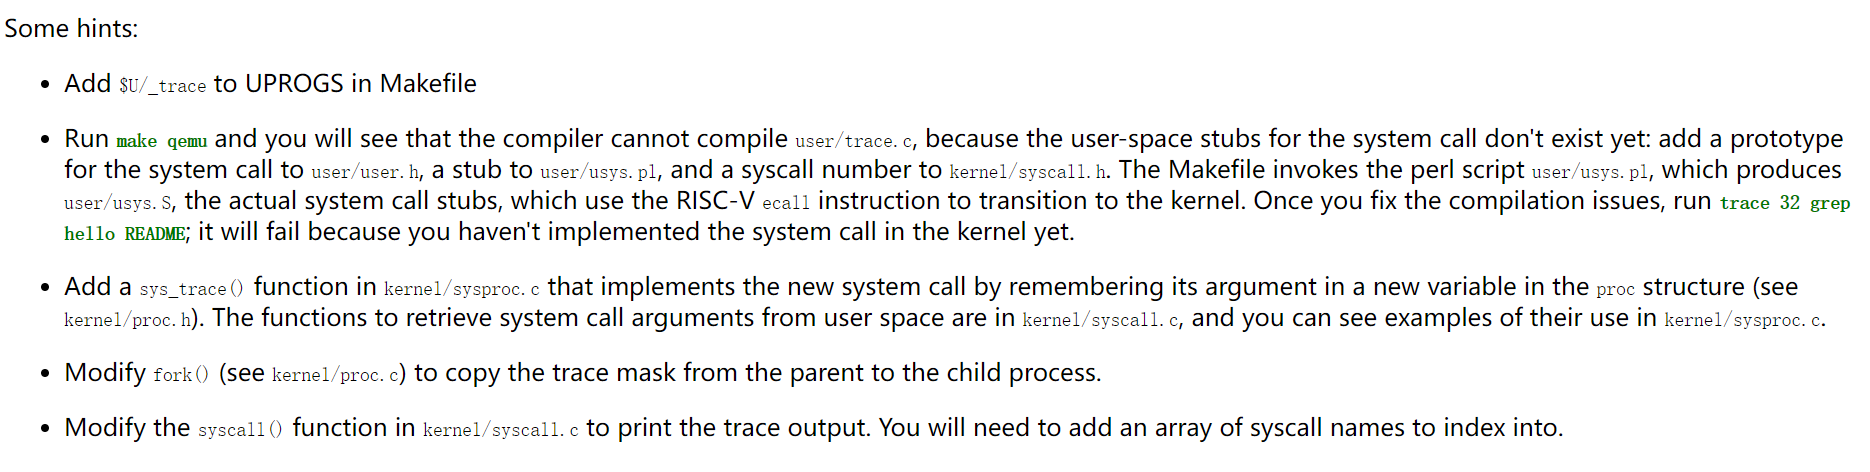 Some hints:
• Add $U/_trace to UPROGS in Makefile
• Run make qemu and you will see that the compiler cannot compile user/trace.c, because the user-space stubs for the system call don't exist yet: add a prototype
for the system call to user/user.h, a stub to user/usys.pl, and a syscall number to kernel/syscall.h. The Makefile invokes the perl script user/usys.pl, which produces
user/usys.S, the actual system call stubs, which use the RISC-V ecall instruction to transition to the kernel. Once you fix the compilation issues, run trace 32 grep
hello README; it will fail because you haven't implemented the system call in the kernel yet.
• Add a sys_trace() function in kernel/sysproc.c that implements the new system call by remembering its argument in a new variable in the proc structure (see
kernel/proc.h). The functions to retrieve system call arguments from user space are in kernel/syscall.c, and you can see examples of their use in kernel/sysproc.c.
• Modify fork() (see kernel/proc.c) to copy the trace mask from the parent to the child process.
• Modify the syscall() function in kernel/syscall.c to print the trace output. You will need to add an array of syscall names to index into.